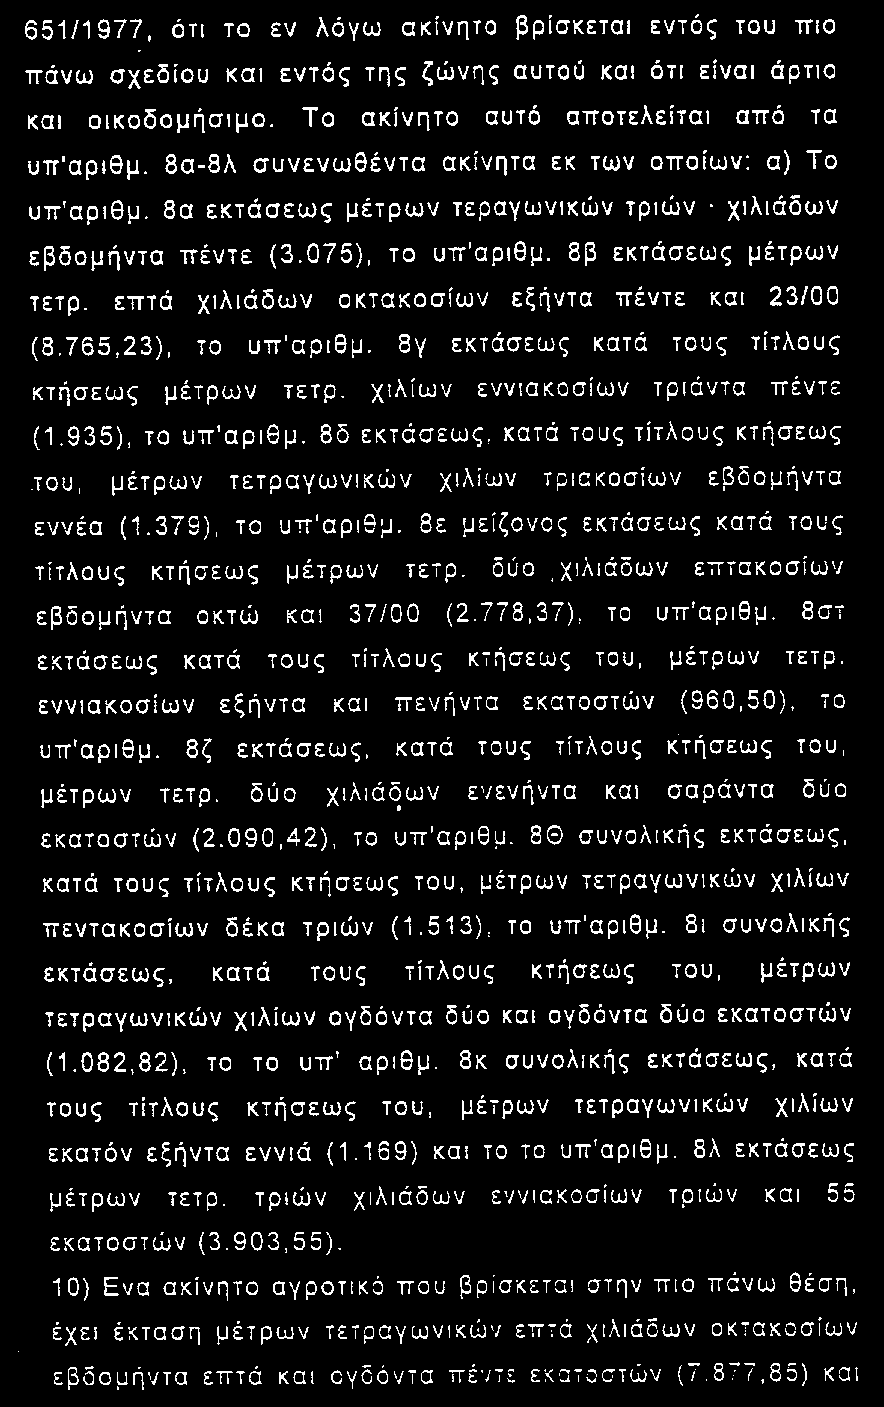 651/1977, ότι το εν λόγω ακίνητο βρίσκεται εντός του πιο
πάνω σχεδίου και εντός της ζώνης αυτού και ότι είναι άρτιο
και οικοδομήσιμο. Το ακίνητο αυτό αποτελείται από τα
υπ'αριθμ. 8α-8λ συνενωθέντα ακίνητα εκ των οποίων: α) Το
υπ'αριθμ. 8α εκτάσεως μέτρων τεραγωνικών τριών · χιλιάδων
εβδομήντα πέντε (3.075), το υπ'αριθμ. 8β εκτάσεως μέτρων
τετρ. επτά χιλιάδων οκτακοσίων εξήντα πέντε και 23/00
(8.765,23), το υπ'αριθμ. 8γ εκτάσεως κατά τους τίτλους
κτήσεως μέτρων τετρ. χιλίων εννιακοσίων τριάντα πέντε
(1.935), το υπ'αριθμ. 8δ εκτάσεως, κατά τους τίτλους κτήσεως
του, μέτρων τετραγωνικών χιλίων τριακοσίων εβδομήντα
εννέα (1.379), το υπ'αριθμ. 8ε μείζονος εκτάσεως κατά τους
τίτλους κτήσεως μέτρων τετρ. δύο χιλιάδων επτακοσίων
εβδομήντα οκτώ και 37/00 (2.778,37), το υπ'αριθμ. 8στ
εκτάσεως κατά τους τίτλους κτήσεως του, μέτρων τετρ.
εννιακοσίων εξήντα και πενήντα εκατοστών (960,50), το
υπ'αριθμ. 8ζ εκτάσεως, κατά τους τίτλους κτήσεως του,
μέτρων τετρ. δύο χιλιάδων ενενήντα και σαράντα δύο
εκατοστών (2.090,42), το υπ'αριθμ. 8Θ συνολικής εκτάσεως,
κατά τους τίτλους κτήσεως του, μέτρων τετραγωνικών χιλίων
πεντακοσίων δέκα τριών (1.513), το υπ'αριθμ. 8ι συνολικής
εκτάσεως, κατά τους τίτλους κτήσεως του, μέτρων
τετραγωνικών χιλίων ογδόντα δύο και ογδόντα δύο εκατοστών
(1.082,82), το το υπ' αριθμ. 8κ συνολικής εκτάσεως, κατά
τους τίτλους κτήσεως του, μέτρων τετραγωνικών χιλίων
εκατόν εξήντα εννιά (1.169) και το το υπ'αριθμ. 8λ εκτάσεως
μέτρων τετρ. τριών χιλιάδων εννιακοσίων τριών και 55
εκατοστών (3.903,55).
10) Ενα ακίνητο αγροτικό που βρίσκεται στην πιο πάνω θέση,
έχει έκταση μέτρων τετραγωνικών επτά χιλιάδων οκτακοσίων
εβδομήντα επτά και ογδόντα πέντε εκατοστών (7.877,85) και